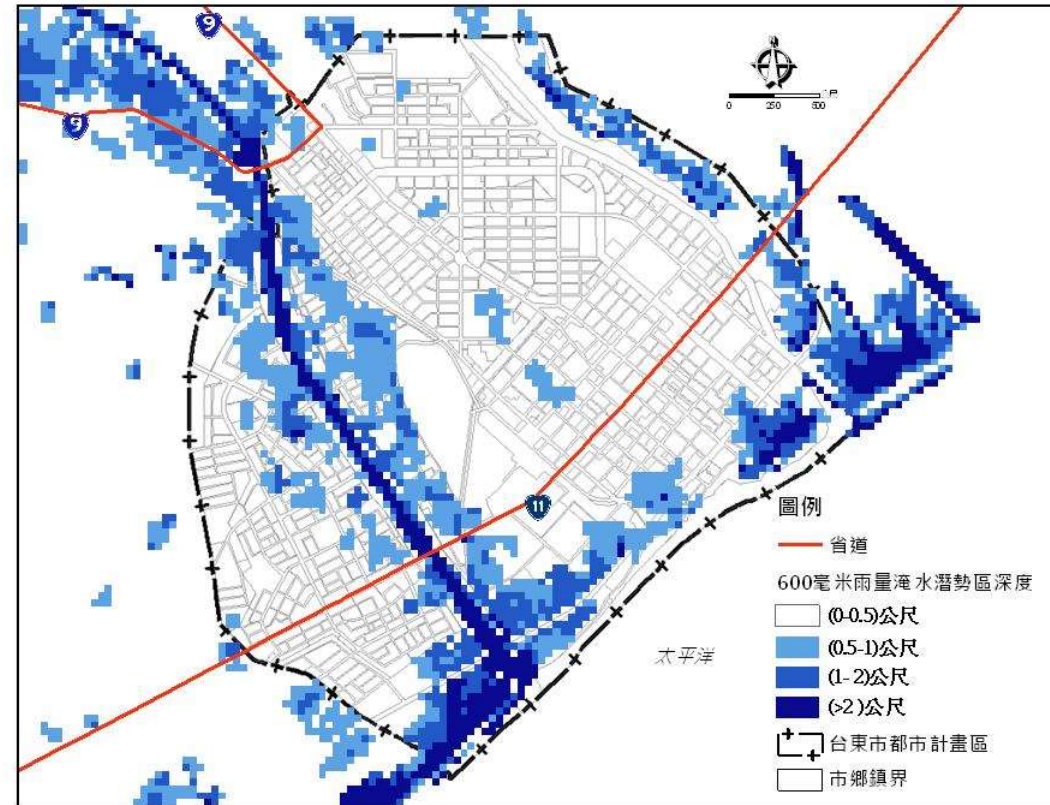 9
9
0 250 500
11
圖例
省道
600毫米雨量淹水潛勢區深度
(0-0.5)公尺
(0.5-1)公尺
(1-2)公尺
(>2)公尺
太平洋
台東市都市計畫區
市鄉鎮界